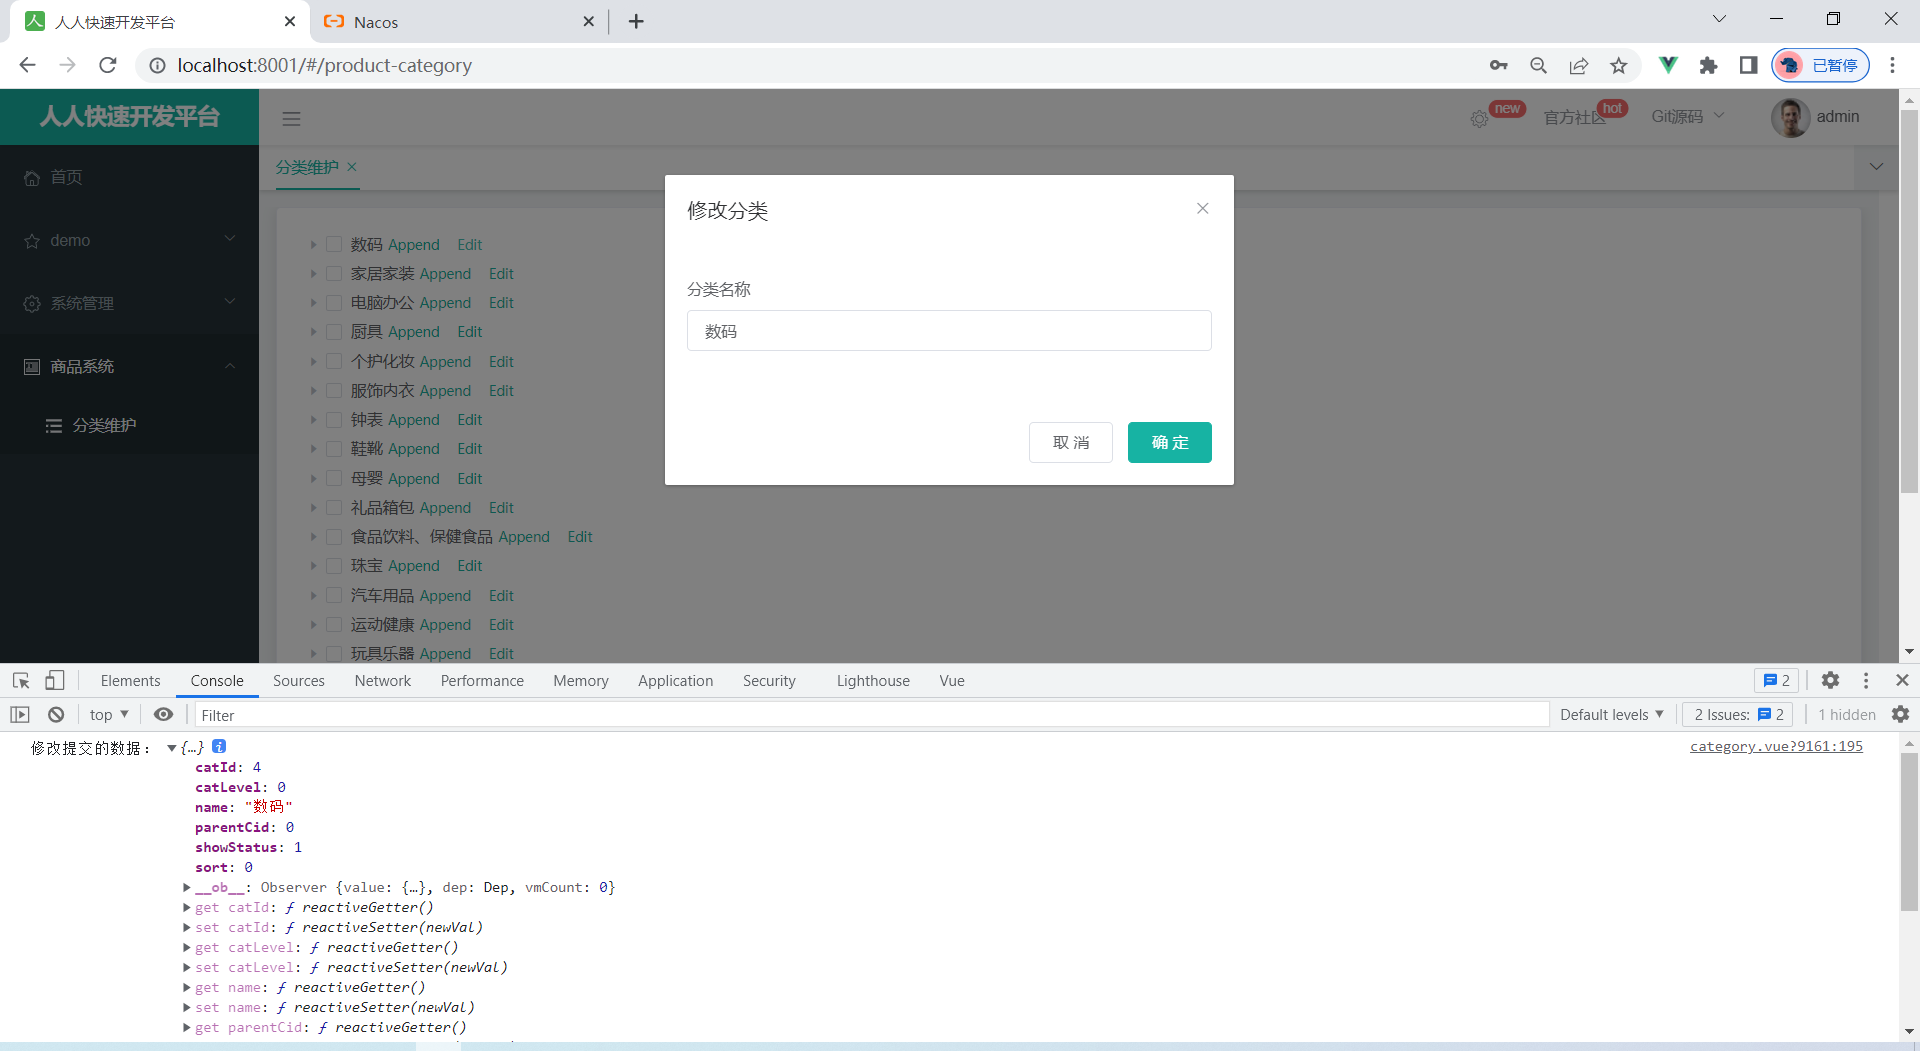 人人快速开发平台
Nacos
localhost:8001/#/product-category
已暂停
人人快速开发平台
new
官方社区
hot
Git源码
admin
首页
demo
系统管理
商品系统
分类维护
分类维护
数码 Append Edit
家居家装 Append Edit
电脑办公 Append Edit
厨具 Append Edit
个护化妆 Append Edit
服饰内衣 Append Edit
钟表 Append Edit
鞋靴 Append Edit
母婴 Append Edit
礼品箱包 Append Edit
食品饮料、保健食品 Append Edit
珠宝 Append Edit
汽车用品 Append Edit
运动健康 Append Edit
玩具乐器 Append Edit
修改分类
分类名称
数码
取 消
确 定
Elements Console Sources Network Performance Memory Application Security Lighthouse Vue
2
top
Filter
Default levels
2 Issues: 2
1 hidden
修改提交的数据： {…} i
category.vue?9161:195
catId: 4
catLevel: 0
name: "数码"
parentCid: 0
showStatus: 1
sort: 0
__ob__: Observer {value: {…}, dep: Dep, vmCount: 0}
get catId: ƒ reactiveGetter()
set catId: ƒ reactiveSetter(newVal)
get catLevel: ƒ reactiveGetter()
set catLevel: ƒ reactiveSetter(newVal)
get name: ƒ reactiveGetter()
set name: ƒ reactiveSetter(newVal)
get parentCid: ƒ reactiveGetter()